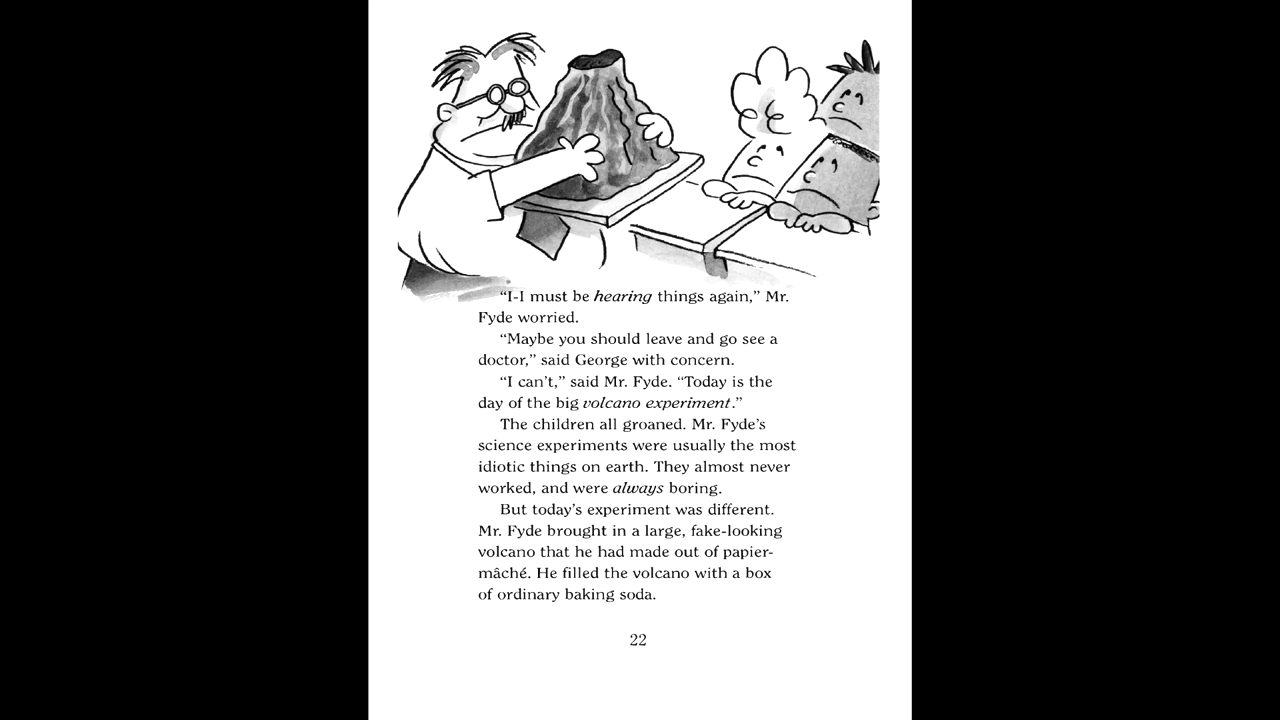 “I-I must be hearing things again,” Mr.
Fyde worried.
“Maybe you should leave and go see a
doctor,” said George with concern.
“I can’t,” said Mr. Fyde. “Today is the
day of the big volcano experiment.”
The children all groaned. Mr. Fyde’s
science experiments were usually the most
idiotic things on earth. They almost never
worked, and were always boring.
But today’s experiment was different.
Mr. Fyde brought in a large, fake-looking
volcano that he had made out of papier-
mâché. He filled the volcano with a box
of ordinary baking soda.
22